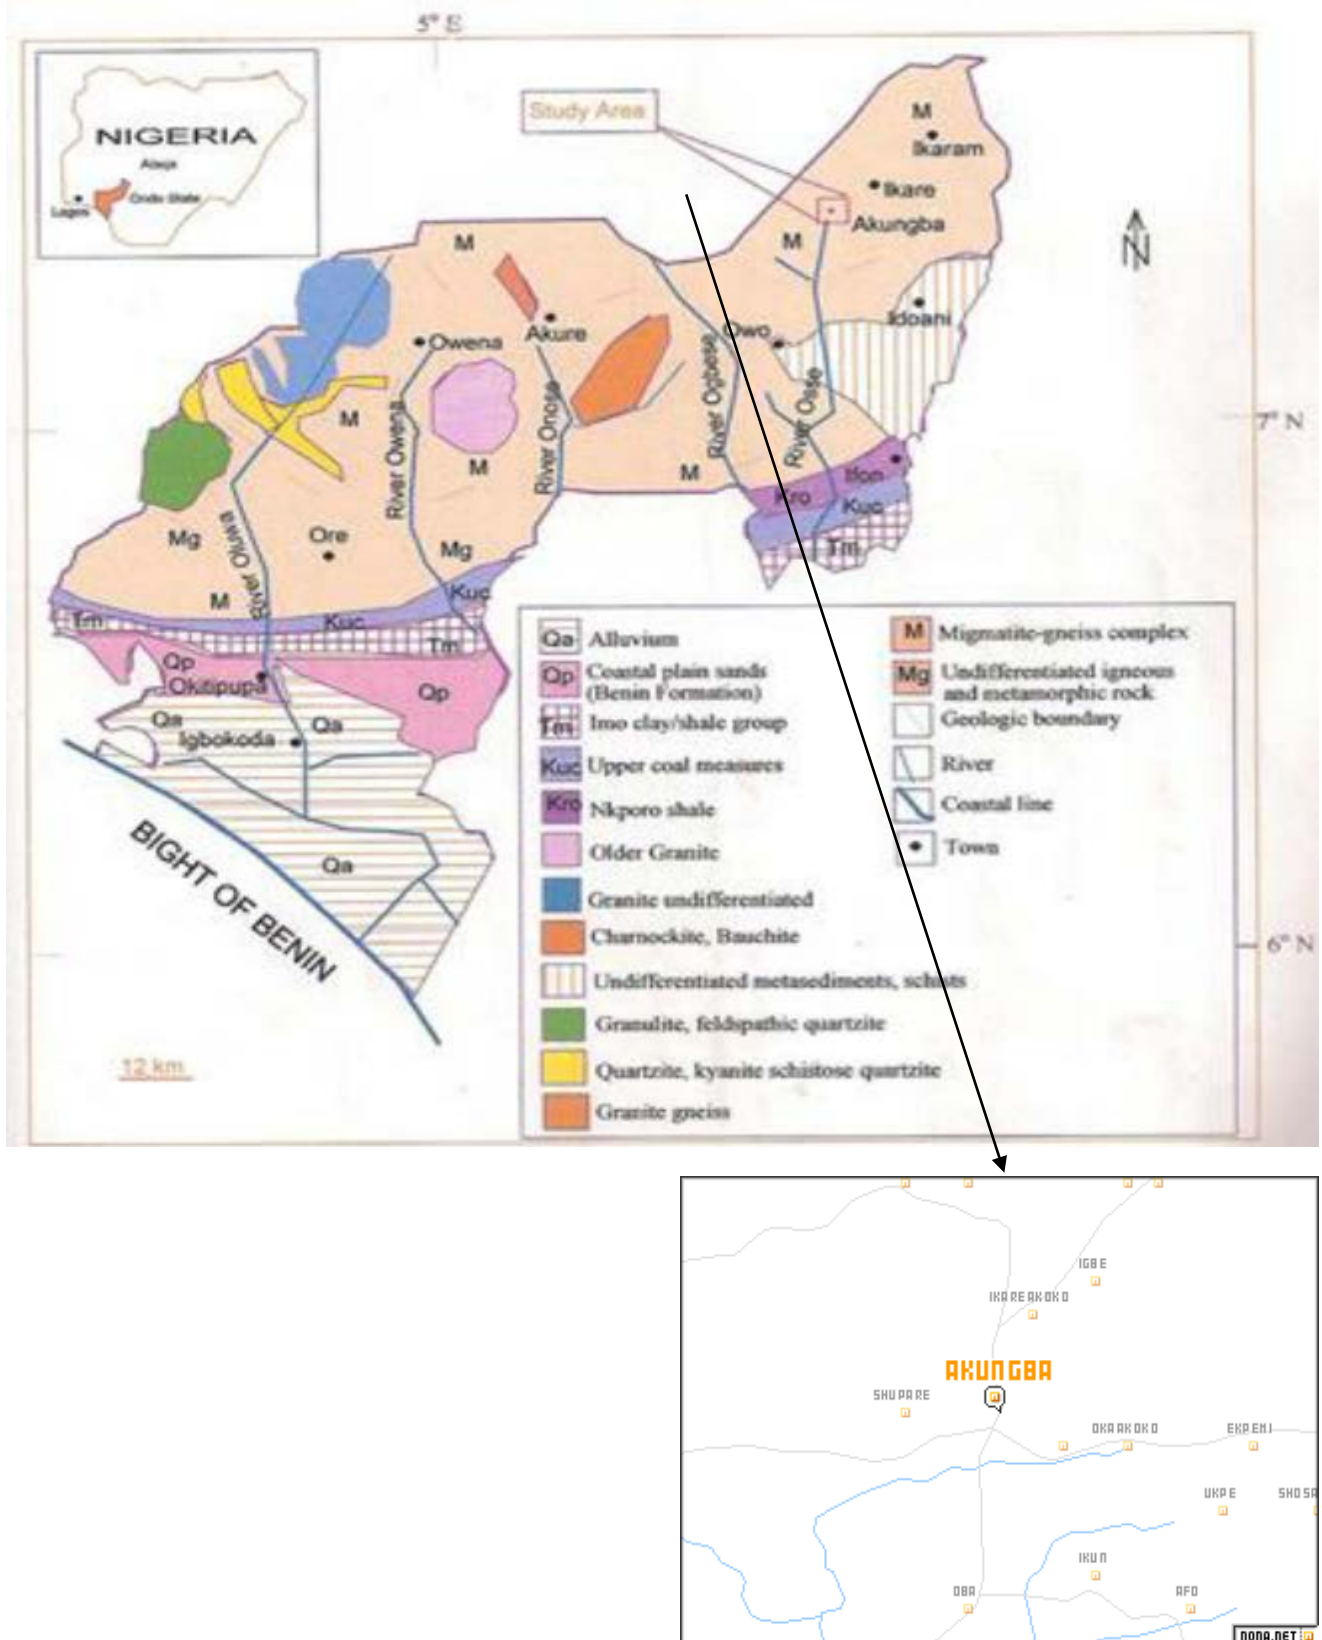 5° E
NIGERIA
Abuja
Ondo State
Lagos
Study Area
M
Ikaram
Ikare
Akungba
M
M
N
Idoani
Owo
Akure
Owena
River Ogbese
River Osse
7° N
M
River Owena
River Onose
M
M
Ifon
Kro
Kuc
Tm
Mg
River Oluwa
Ore
Mg
M
Kuc
Tm
Kuc
Tm
Qp
Okitipupa
Qp
Qa
Igbokoda
Qa
Qa
BIGHT OF BENIN
6° N
12 km
Qa Alluvium
Qp Coastal plain sands
(Benin Formation)
Tm Imo clay/shale group
Kuc Upper coal measures
Kro Nkporo shale
Older Granite
Granite undifferentiated
Charnockite, Bauchite
Undifferentiated metasediments, schists
Granulite, feldspathic quartzite
Quartzite, kyanite schistose quartzite
Granite gneiss
M Migmatite-gneiss complex
Mg Undifferentiated igneous
and metamorphic rock
Geologic boundary
River
Coastal line
Town
IGBE
IKAREAKOKO
AKUNGBA
SHUPARE
OKAAKOKO
EKPENI
UKPE
SHOSA
IKUN
OBA
AFO
NONA.NET